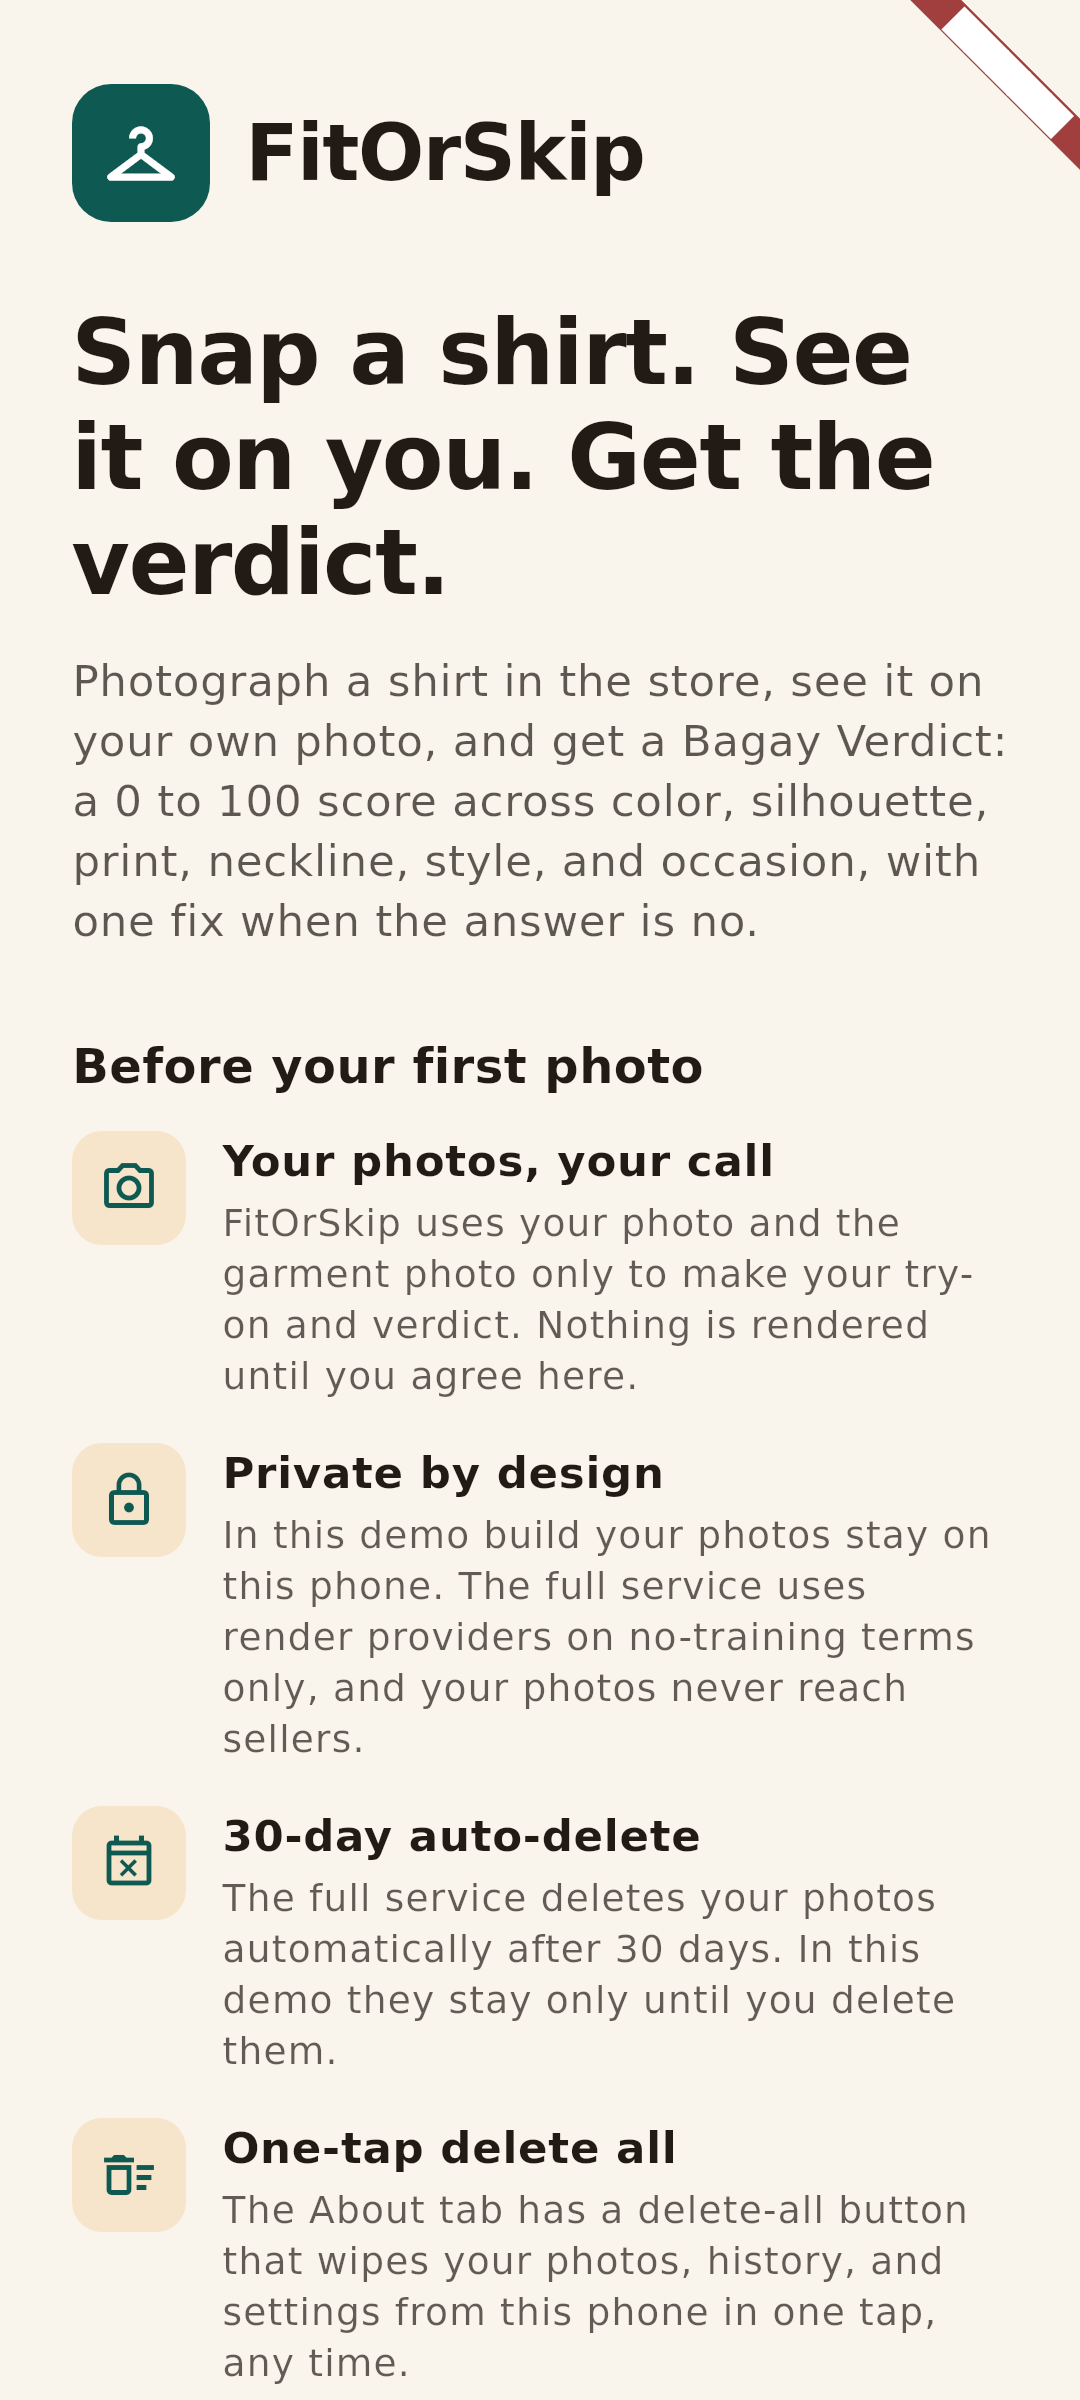 FitOrSkip
Snap a shirt. See
it on you. Get the
verdict.
Photograph a shirt in the store, see it on
your own photo, and get a Bagay Verdict:
a 0 to 100 score across color, silhouette,
print, neckline, style, and occasion, with
one fix when the answer is no.
Before your first photo
Your photos, your call
FitOrSkip uses your photo and the
garment photo only to make your try-
on and verdict. Nothing is rendered
until you agree here.
Private by design
In this demo build your photos stay on
this phone. The full service uses
render providers on no-training terms
only, and your photos never reach
sellers.
30-day auto-delete
The full service deletes your photos
automatically after 30 days. In this
demo they stay only until you delete
them.
One-tap delete all
The About tab has a delete-all button
that wipes your photos, history, and
settings from this phone in one tap,
any time.